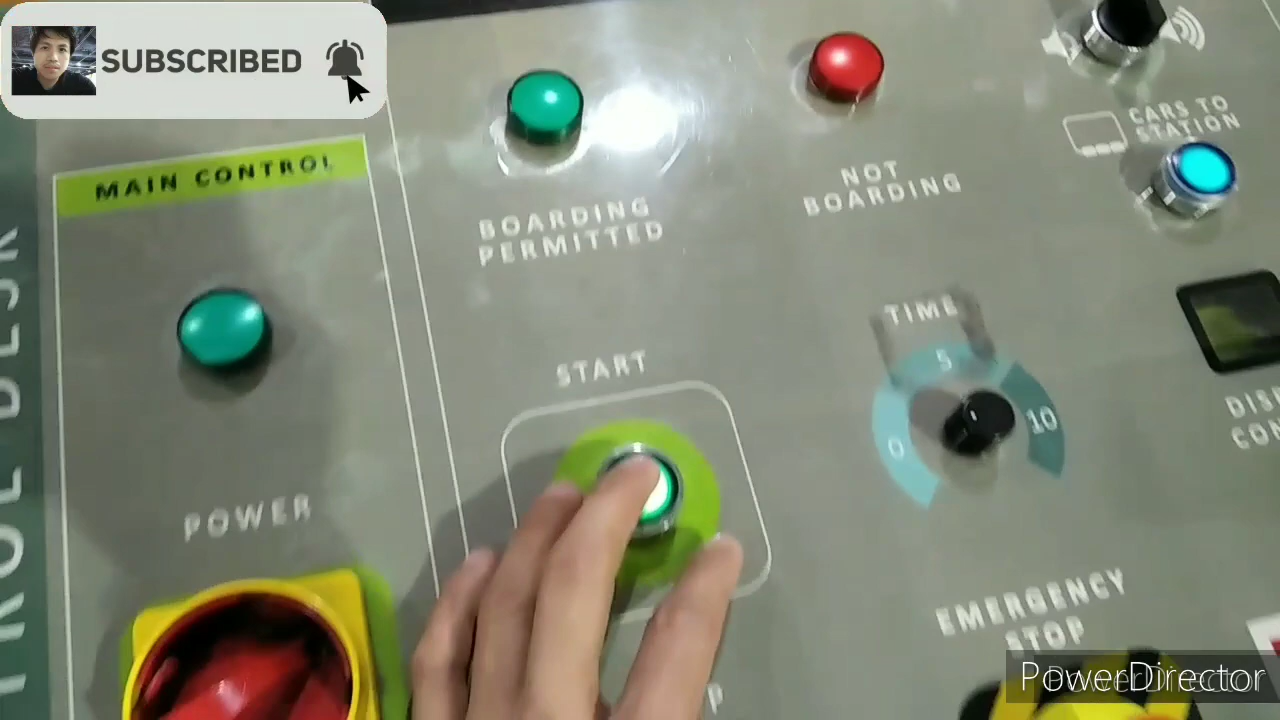 SUBSCRIBED
MAIN CONTROL
BOARDING
PERMITTED
NOT
BOARDING
CARS TO
STATION
TIME
0
5
10
START
POWER
EMERGENCY
STOP
PowerDirector